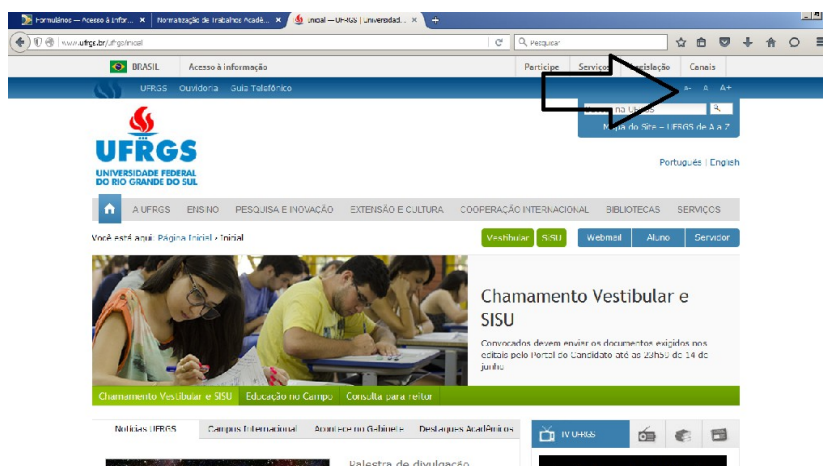 Formulários — Acesso à Infor... × Normatização de Trabalhos Acadê... × Inicial — UFRGS | Universidad... × +
www.ufrgs.br/ufrgs/inicial Pesquisar
BRASIL Acesso à informação Participe Serviços Legislação Canais
UFRGS Ouvidoria Guia Telefônico A- A A+
na UFRGS
Mapa do Site – UFRGS de A a Z
UFRGS
UNIVERSIDADE FEDERAL
DO RIO GRANDE DO SUL
Português | English
A UFRGS ENSINO PESQUISA E INOVAÇÃO EXTENSÃO E CULTURA COOPERAÇÃO INTERNACIONAL BIBLIOTECAS SERVIÇOS
Você está aqui: Página Inicial › Inicial Vestibular SISU Webmail Aluno Servidor
Chamamento Vestibular e
SISU
Convocados devem enviar os documentos exigidos nos
editais pelo Portal do Candidato até as 23h59 de 14 de
junho
Chamamento Vestibular e SISU Educação no Campo Consulta para reitor
Notícias UFRGS Campus Internacional Acontece no Gabinete Destaques Acadêmicos TV UFRGS
Palestra de divulgação